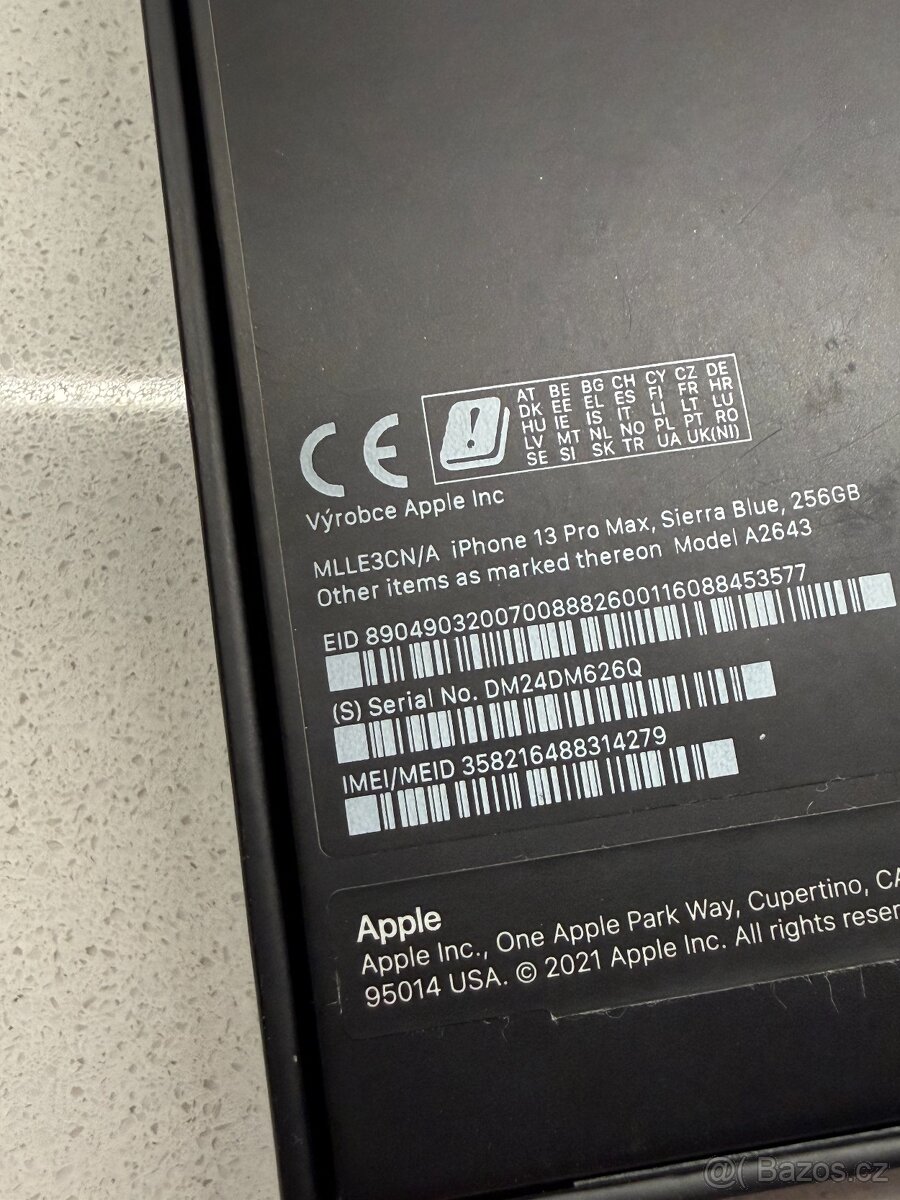 CE
AT BE BG CH CY CZ DE
DK EE EL ES FI FR HR
HU IE IS IT LI LT LU
LV MT NL NO PL PT RO
SE SI SK TR UA UK(NI)
Výrobce Apple Inc
MLLE3CN/A iPhone 13 Pro Max, Sierra Blue, 256GB
Other items as marked thereon Model A2643
EID 89049032007008882600116088453577
(S) Serial No. DM24DM626Q
IMEI/MEID 358216488314279
Apple
Apple Inc., One Apple Park Way, Cupertino, CA
95014 USA. © 2021 Apple Inc. All rights reser
@( Bazos.cz